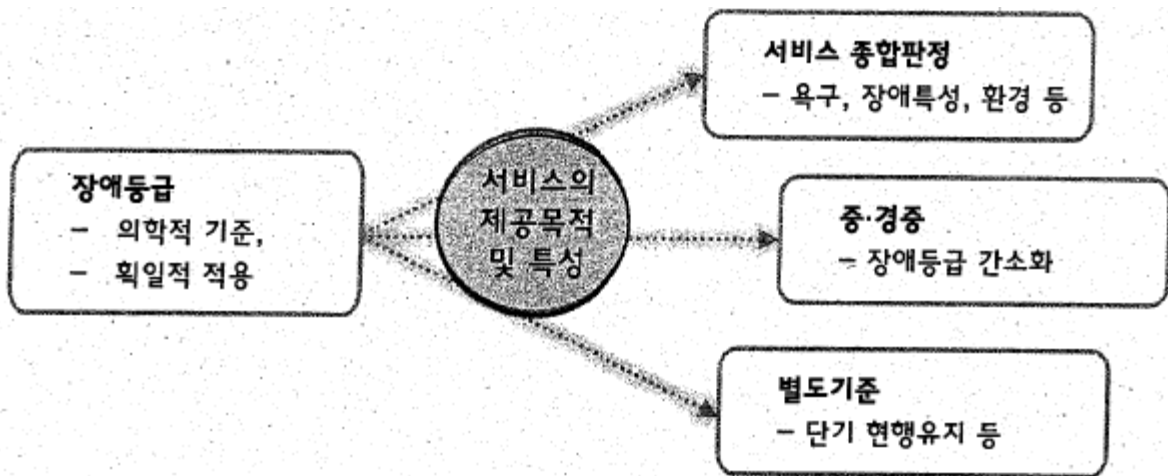 장애등급
– 의학적 기준,
– 획일적 적용
서비스의
제공목적
및 특성
서비스 종합판정
– 욕구, 장애특성, 환경 등
중·경증
– 장애등급 간소화
별도기준
– 단기 현행유지 등